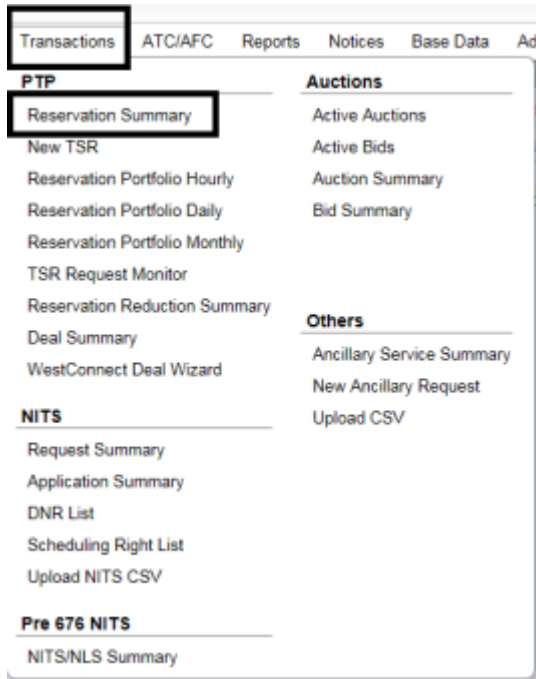 Transactions ATC/AFC Reports Notices Base Data Ad
PTP
Reservation Summary
New TSR
Reservation Portfolio Hourly
Reservation Portfolio Daily
Reservation Portfolio Monthly
TSR Request Monitor
Reservation Reduction Summary
Deal Summary
WestConnect Deal Wizard
NITS
Request Summary
Application Summary
DNR List
Scheduling Right List
Upload NITS CSV
Pre 676 NITS
NITS/NLS Summary
Auctions
Active Auctions
Active Bids
Auction Summary
Bid Summary
Others
Ancillary Service Summary
New Ancillary Request
Upload CSV